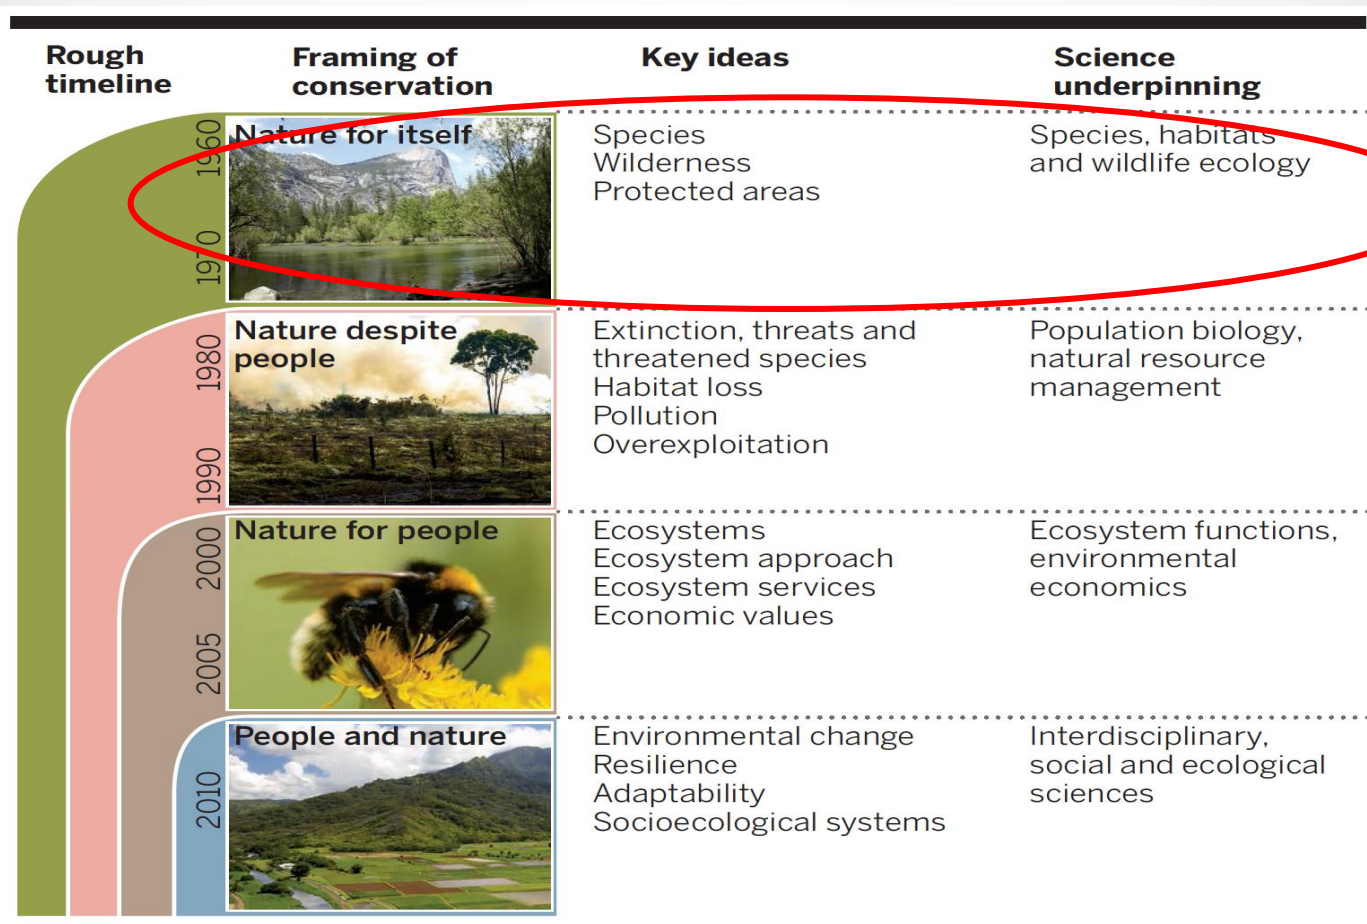 Rough
timeline
Framing of
conservation
Key ideas
Science
underpinning
1960
1970
Nature for itself
Species
Wilderness
Protected areas
Species, habitats
and wildlife ecology
1980
1990
Nature despite
people
Extinction, threats and
threatened species
Habitat loss
Pollution
Overexploitation
Population biology,
natural resource
management
2000
2005
Nature for people
Ecosystems
Ecosystem approach
Ecosystem services
Economic values
Ecosystem functions,
environmental
economics
2010
People and nature
Environmental change
Resilience
Adaptability
Socioecological systems
Interdisciplinary,
social and ecological
sciences